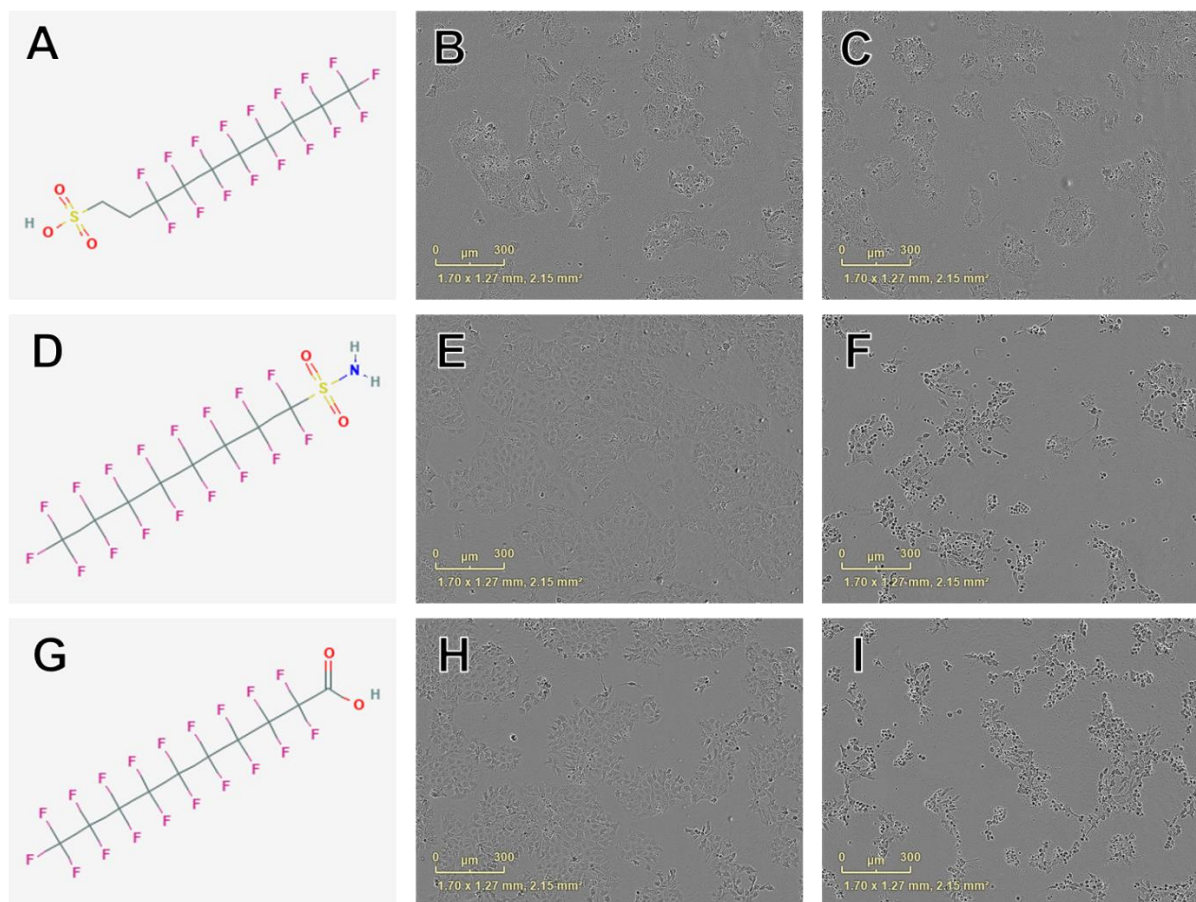 A
F F F F F F F F F
F F F F F F F F
O
S
H O
O
B
0 µm 300
1.70 x 1.27 mm, 2.15 mm²
C
0 µm 300
1.70 x 1.27 mm, 2.15 mm²
D
H
O
N
H
S
O
F F F F F F F F
F F F F F F F F F
E
0 µm 300
1.70 x 1.27 mm, 2.15 mm²
F
0 µm 300
1.70 x 1.27 mm, 2.15 mm²
G
O
O H
F F F F F F F F F
F F F F F F F F F F
H
0 µm 300
1.70 x 1.27 mm, 2.15 mm²
I
0 µm 300
1.70 x 1.27 mm, 2.15 mm²